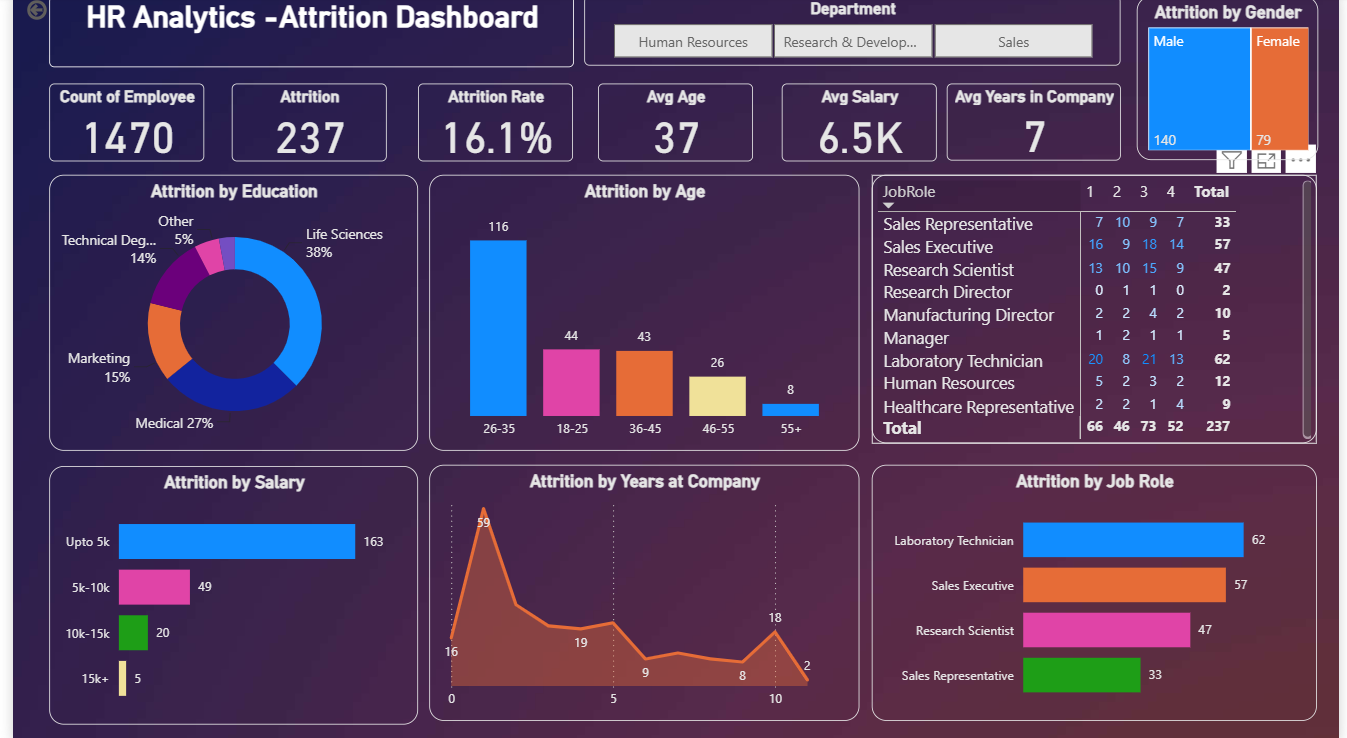 HR Analytics -Attrition Dashboard
Department
Human Resources
Research & Develop...
Sales
Attrition by Gender
Male
Female
140
79
Count of Employee
1470
Attrition
237
Attrition Rate
16.1%
Avg Age
37
Avg Salary
6.5K
Avg Years in Company
7
Attrition by Education
Other
5%
Technical Deg...
14%
Life Sciences
38%
Marketing
15%
Medical 27%
Attrition by Age
116
44
43
26
8
26-35
18-25
36-45
46-55
55+
JobRole 1 2 3 4 Total
Sales Representative 7 10 9 7 33
Sales Executive 16 9 18 14 57
Research Scientist 13 10 15 9 47
Research Director 0 1 1 0 2
Manufacturing Director 2 2 4 2 10
Manager 1 2 1 1 5
Laboratory Technician 20 8 21 13 62
Human Resources 5 2 3 2 12
Healthcare Representative 2 2 1 4 9
Total 66 46 73 52 237
Attrition by Salary
Upto 5k 163
5k-10k 49
10k-15k 20
15k+ 5
Attrition by Years at Company
59
16
19
9
8
18
2
0 5 10
Attrition by Job Role
Laboratory Technician 62
Sales Executive 57
Research Scientist 47
Sales Representative 33